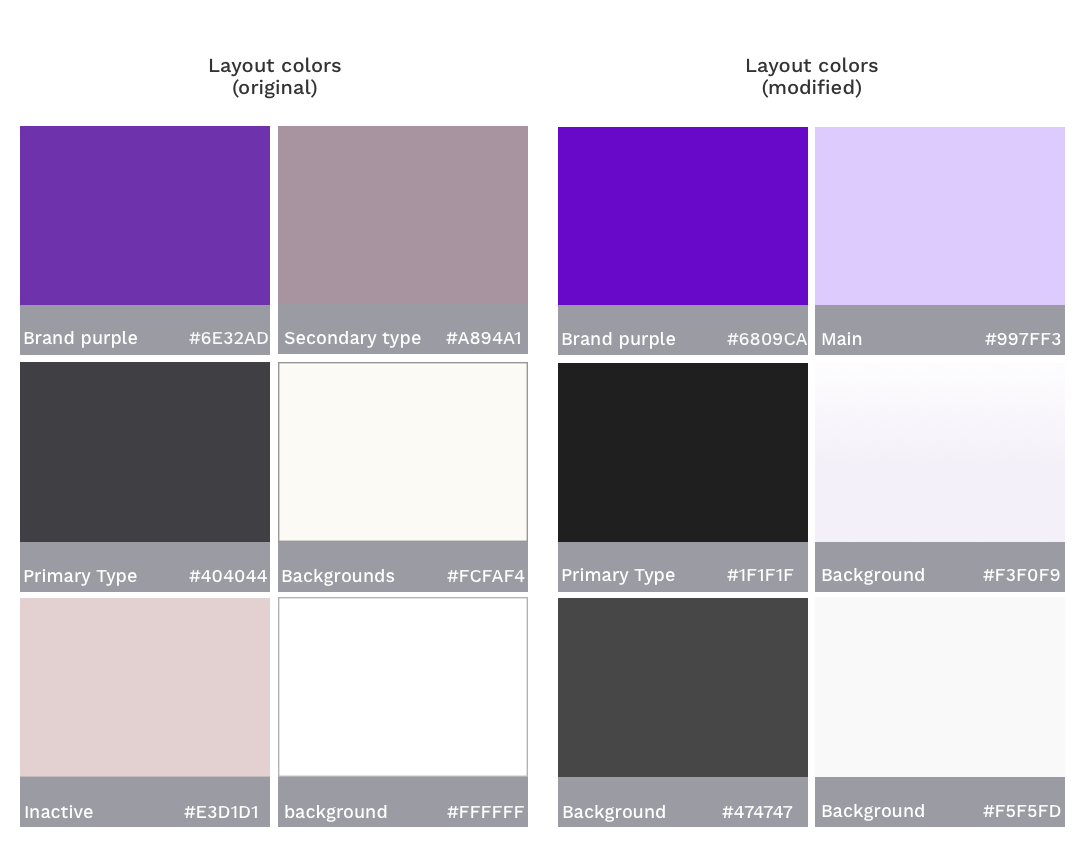 Layout colors
(original)
Layout colors
(modified)
Brand purple #6E32AD
Secondary type #A894A1
Brand purple #6809CA
Main #997FF3
Primary Type #404044
Backgrounds #FCFAF4
Primary Type #1F1F1F
Background #F3F0F9
Inactive #E3D1D1
background #FFFFFF
Background #474747
Background #F5F5FD